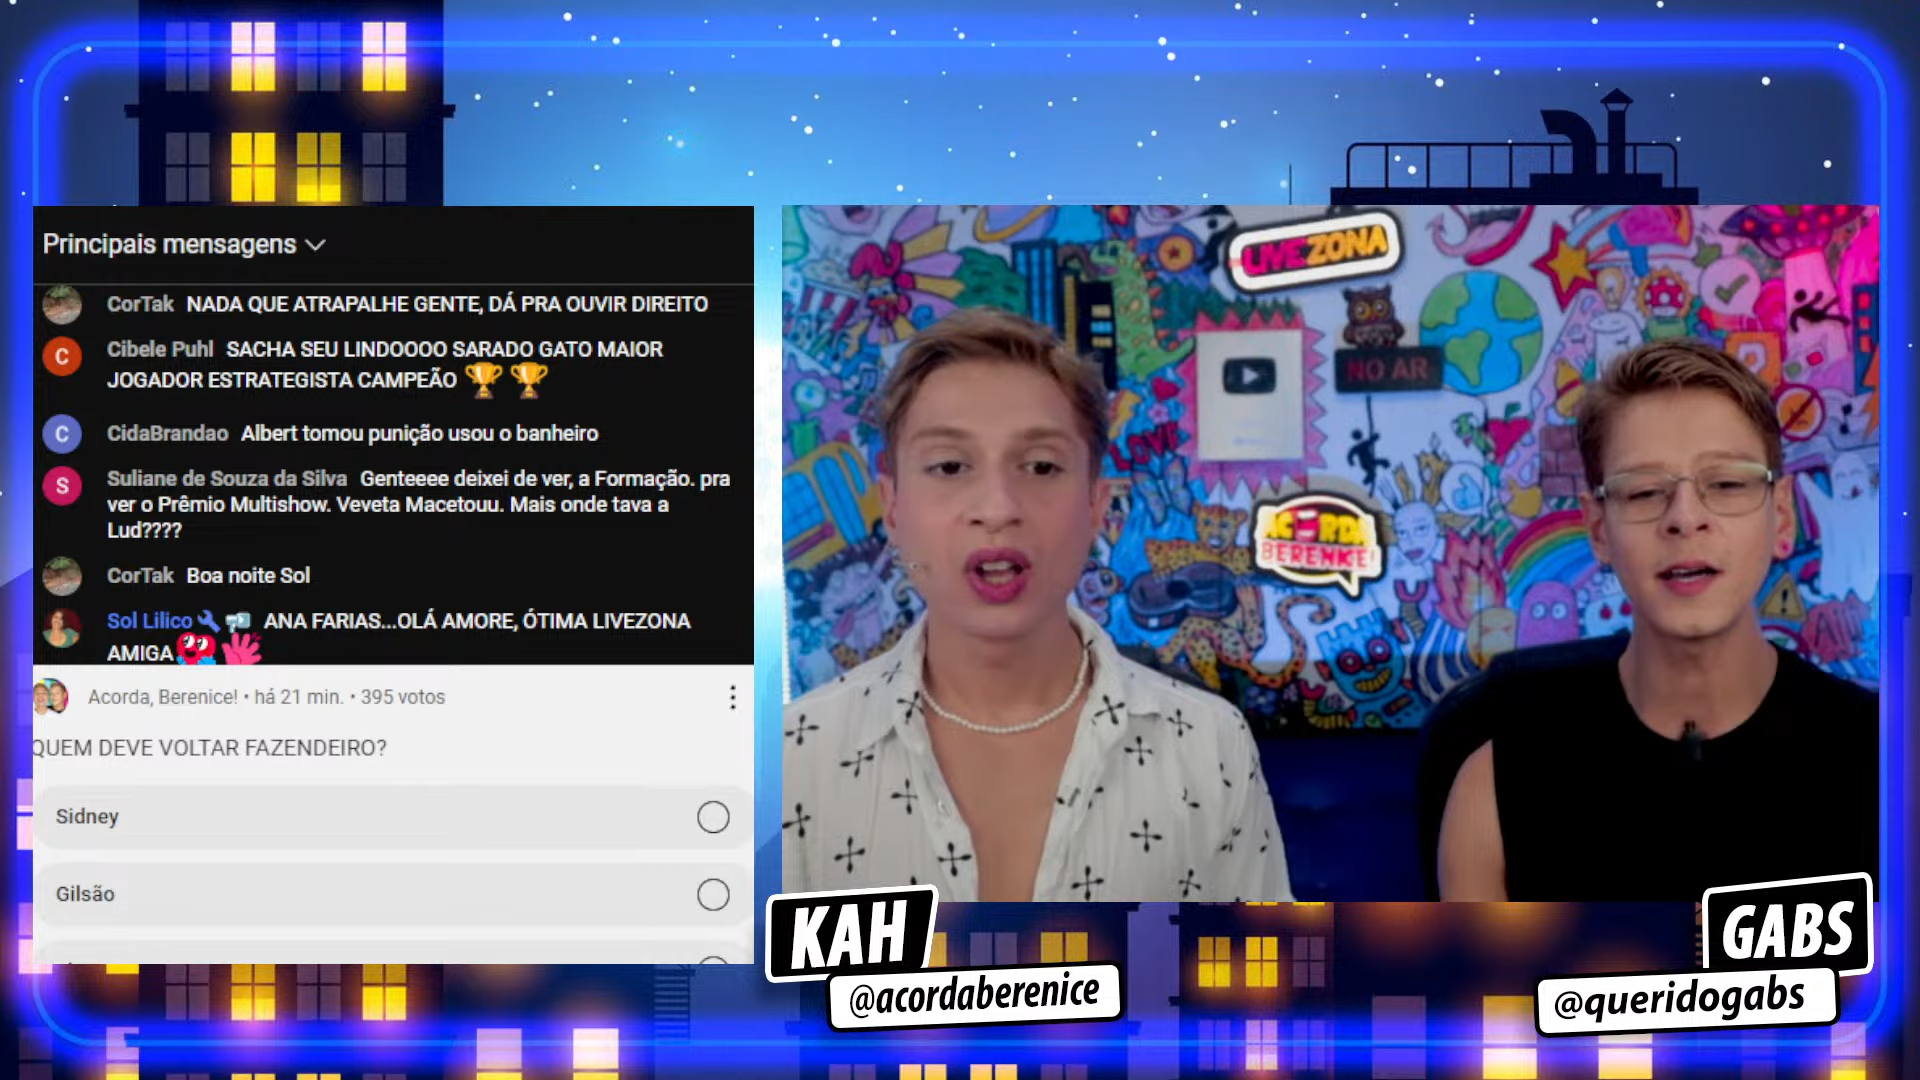 Principais mensagens
CorTak NADA QUE ATRAPALHE GENTE, DÁ PRA OUVIR DIREITO
C Cibele Puhl SACHA SEU LINDOOOO SARADO GATO MAIOR
JOGADOR ESTRATEGISTA CAMPEÃO 🏆 🏆
C CidaBrandao Albert tomou punição usou o banheiro
S Suliane de Souza da Silva Genteeee deixei de ver, a Formação. pra
ver o Prêmio Multishow. Veveta Macetouu. Mais onde tava a
Lud????
CorTak Boa noite Sol
Sol Lilico ANA FARIAS...OLÁ AMORE, ÓTIMA LIVEZONA
AMIGA
Acorda, Berenice! • há 21 min. • 395 votos
QUEM DEVE VOLTAR FAZENDEIRO?
Sidney
Gilsão
LIVEZONA
NO AR
LOVE
ACORDA
BERENICE!
KAH
@acordaberenice
GABS
@queridogabs